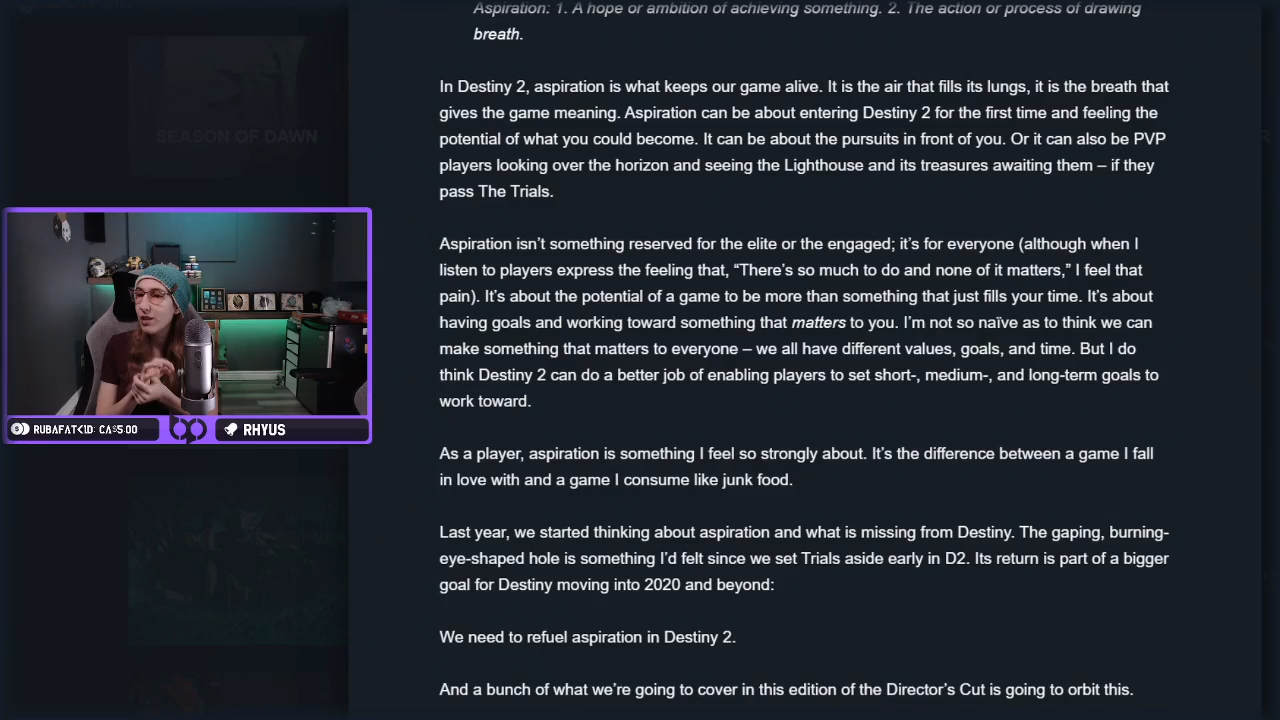 Aspiration: 1. A hope or ambition of achieving something. 2. The action or process of drawing
breath.
In Destiny 2, aspiration is what keeps our game alive. It is the air that fills its lungs, it is the breath that
gives the game meaning. Aspiration can be about entering Destiny 2 for the first time and feeling the
potential of what you could become. It can be about the pursuits in front of you. Or it can also be PVP
players looking over the horizon and seeing the Lighthouse and its treasures awaiting them – if they
pass The Trials.
SEASON OF DAWN
Aspiration isn't something reserved for the elite or the engaged; it's for everyone (although when I
listen to players express the feeling that, “There's so much to do and none of it matters,” I feel that
pain). It's about the potential of a game to be more than something that just fills your time. It's about
having goals and working toward something that matters to you. I'm not so naïve as to think we can
make something that matters to everyone – we all have different values, goals, and time. But I do
think Destiny 2 can do a better job of enabling players to set short-, medium-, and long-term goals to
work toward.
RUBAFATK1D: CA$5.00
RHYUS
As a player, aspiration is something I feel so strongly about. It's the difference between a game I fall
in love with and a game I consume like junk food.
Last year, we started thinking about aspiration and what is missing from Destiny. The gaping, burning-
eye-shaped hole is something I'd felt since we set Trials aside early in D2. Its return is part of a bigger
goal for Destiny moving into 2020 and beyond:
We need to refuel aspiration in Destiny 2.
And a bunch of what we're going to cover in this edition of the Director's Cut is going to orbit this.